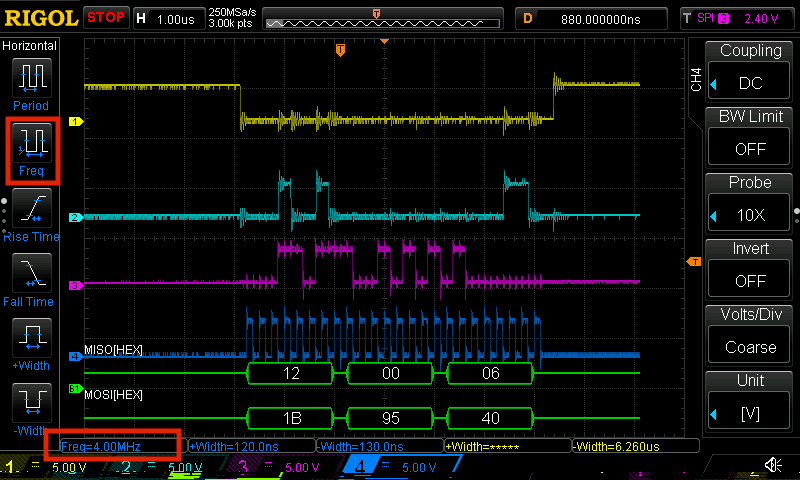 RIGOL STOP H 1.00us 250MSa/s 3.00k pts T D 880.000000ns T SPI 3 2.40 V
Horizontal
Period
Freq
Rise Time
Fall Time
+Width
-Width
T
1
2
3
4
B1
T
MISO[HEX]
12 00 06
MOSI[HEX]
1B 95 40
CH4
Coupling
DC
BW Limit
OFF
Probe
10X
Invert
OFF
Volts/Div
Coarse
Unit
[V]
Freq=4.00MHz +Width=120.0ns -Width=130.0ns +Width=***** -Width=6.260us
1 = 5.00 V 2 = 5.00 V 3 = 5.00 V 4 = 5.00 V